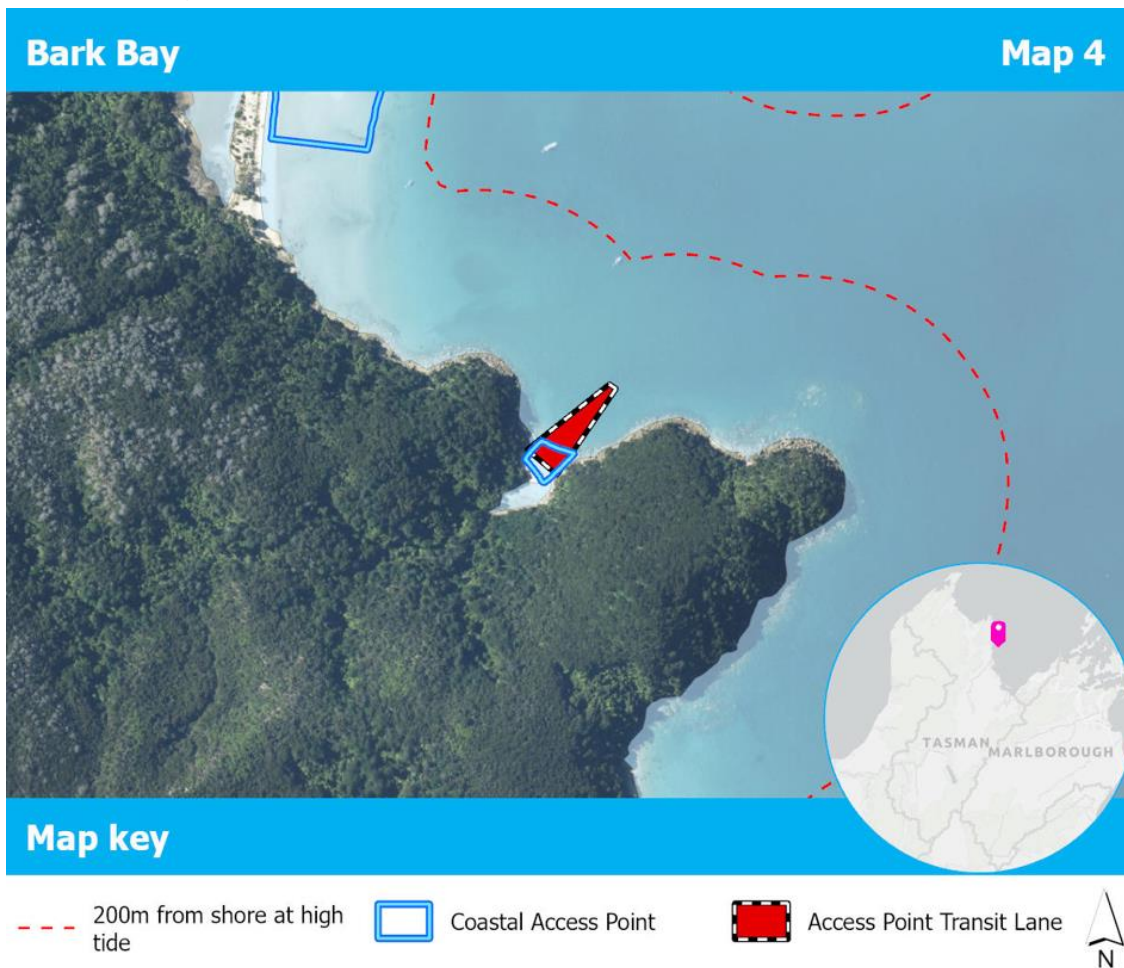 Bark Bay
Map 4
TASMAN
MARLBOROUGH
Map key
200m from shore at high
tide
Coastal Access Point
Access Point Transit Lane
N